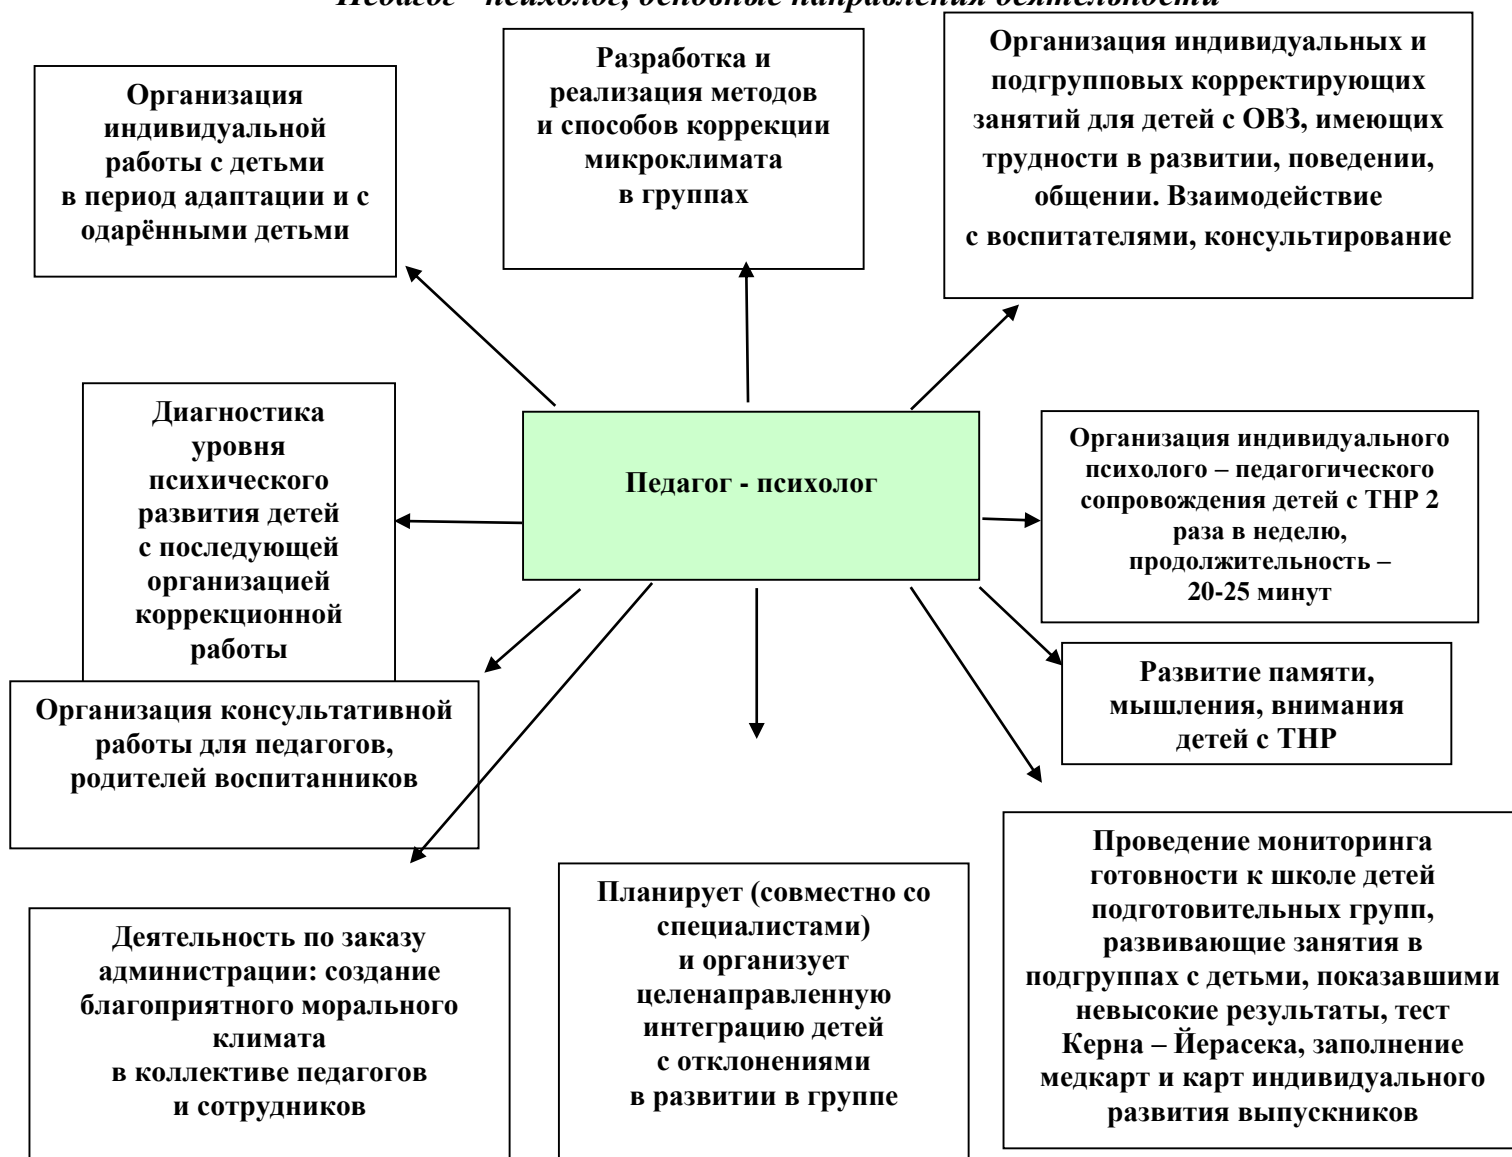 Педагог - психолог, основные направления деятельности
Организация
индивидуальной
работы с детьми
в период адаптации и с
одарёнными детьми
Разработка и
реализация методов
и способов коррекции
микроклимата
в группах
Организация индивидуальных и
подгрупповых корректирующих
занятий для детей с ОВЗ, имеющих
трудности в развитии, поведении,
общении. Взаимодействие
с воспитателями, консультирование
Диагностика
уровня
психического
развития детей
с последующей
организацией
коррекционной
работы
Педагог - психолог
Организация индивидуального
психолого – педагогического
сопровождения детей с ТНР 2
раза в неделю,
продолжительность –
20-25 минут
Развитие памяти,
мышления, внимания
детей с ТНР
Организация консультативной
работы для педагогов,
родителей воспитанников
Деятельность по заказу
администрации: создание
благоприятного морального
климата
в коллективе педагогов
и сотрудников
Планирует (совместно со
специалистами)
и организует
целенаправленную
интеграцию детей
с отклонениями
в развитии в группе
Проведение мониторинга
готовности к школе детей
подготовительных групп,
развивающие занятия в
подгруппах с детьми, показавшими
невысокие результаты, тест
Керна – Йерасека, заполнение
медкарт и карт индивидуального
развития выпускников